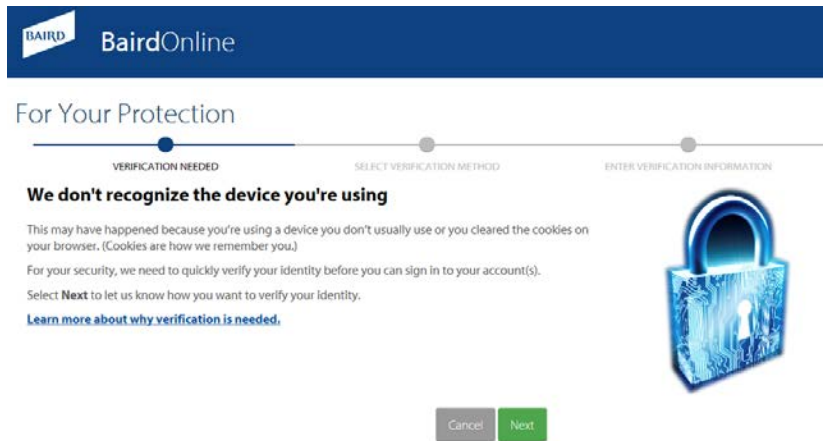 BAIRD
BairdOnline
For Your Protection
VERIFICATION NEEDED
SELECT VERIFICATION METHOD
ENTER VERIFICATION INFORMATION
We don't recognize the device you're using
This may have happened because you're using a device you don't usually use or you cleared the cookies on
your browser. (Cookies are how we remember you.)
For your security, we need to quickly verify your identity before you can sign in to your account(s).
Select Next to let us know how you want to verify your identity.
Learn more about why verification is needed.
Cancel
Next